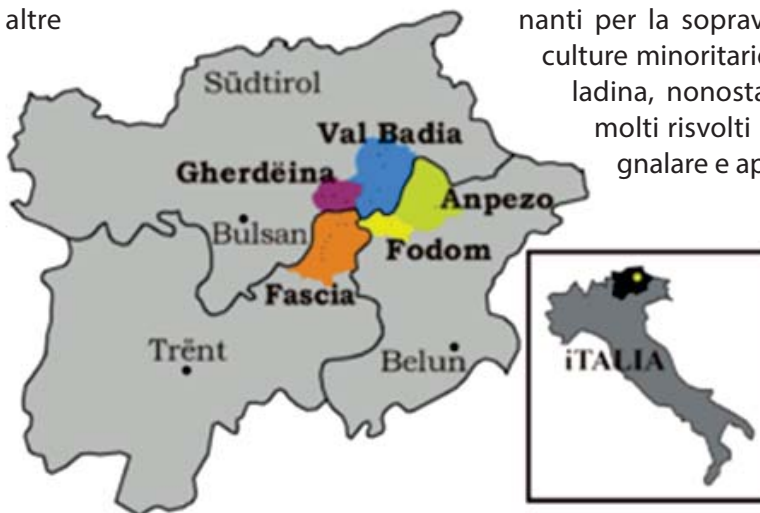 altre
nanti per la soprav
culture minoritarie
ladina, nonosta
molti risvolti
gnalare e ap
Südtirol
Val Badia
Gherdëina
Anpezo
Bulsan
Fodom
Fascia
Trënt
Belun
iTALIA